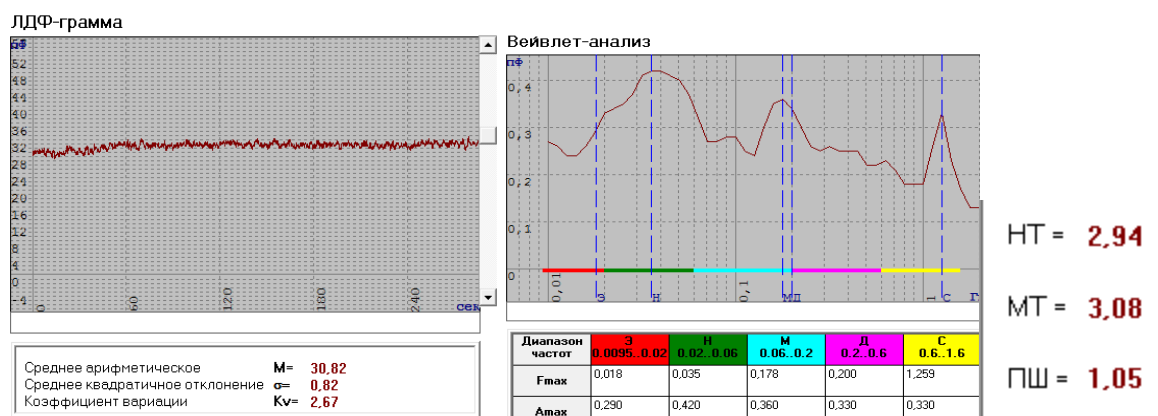 ЛДФ-грамма
пФ
52
48
44
40
36
32
28
24
20
16
12
8
4
0
-4
0
60
120
180
240
сек
Среднее арифметическое M= 30,82
Среднее квадратичное отклонение σ= 0,82
Коэффициент вариации Kv= 2,67
Вейвлет-анализ
пФ
0,4
0,3
0,2
0,1
0
0,01
0,1
1
Э Н М Д С Г
Диапазон частот Э 0.0095..0.02 Н 0.02..0.06 М 0.06..0.2 Д 0.2..0.6 С 0.6..1.6
Fmax 0,018 0,035 0,178 0,200 1,259
Amax 0,290 0,420 0,360 0,330 0,330
НТ = 2,94
МТ = 3,08
ПШ = 1,05